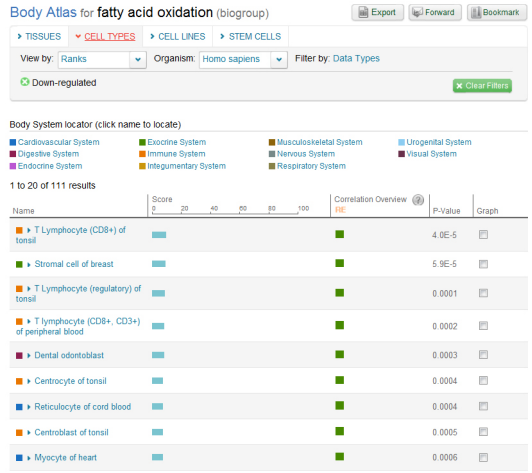 Body Atlas for fatty acid oxidation (biogroup)
Export Forward Bookmark
TISSUES CELL TYPES CELL LINES STEM CELLS
View by: Ranks Organism: Homo sapiens Filter by: Data Types
Down-regulated
Clear Filters
Body System locator (click name to locate)
Cardiovascular System Exocrine System Musculoskeletal System Urogenital System
Digestive System Immune System Nervous System Visual System
Endocrine System Integumentary System Respiratory System
1 to 20 of 111 results
Score Correlation Overview ?
Name 0 20 40 60 80 100 RE P-Value Graph
T Lymphocyte (CD8+) of
tonsil 4.0E-5
Stromal cell of breast 5.9E-5
T Lymphocyte (regulatory) of
tonsil 0.0001
T lymphocyte (CD8+, CD3+)
of peripheral blood 0.0002
Dental odontoblast 0.0003
Centrocyte of tonsil 0.0004
Reticulocyte of cord blood 0.0004
Centroblast of tonsil 0.0005
Myocyte of heart 0.0006